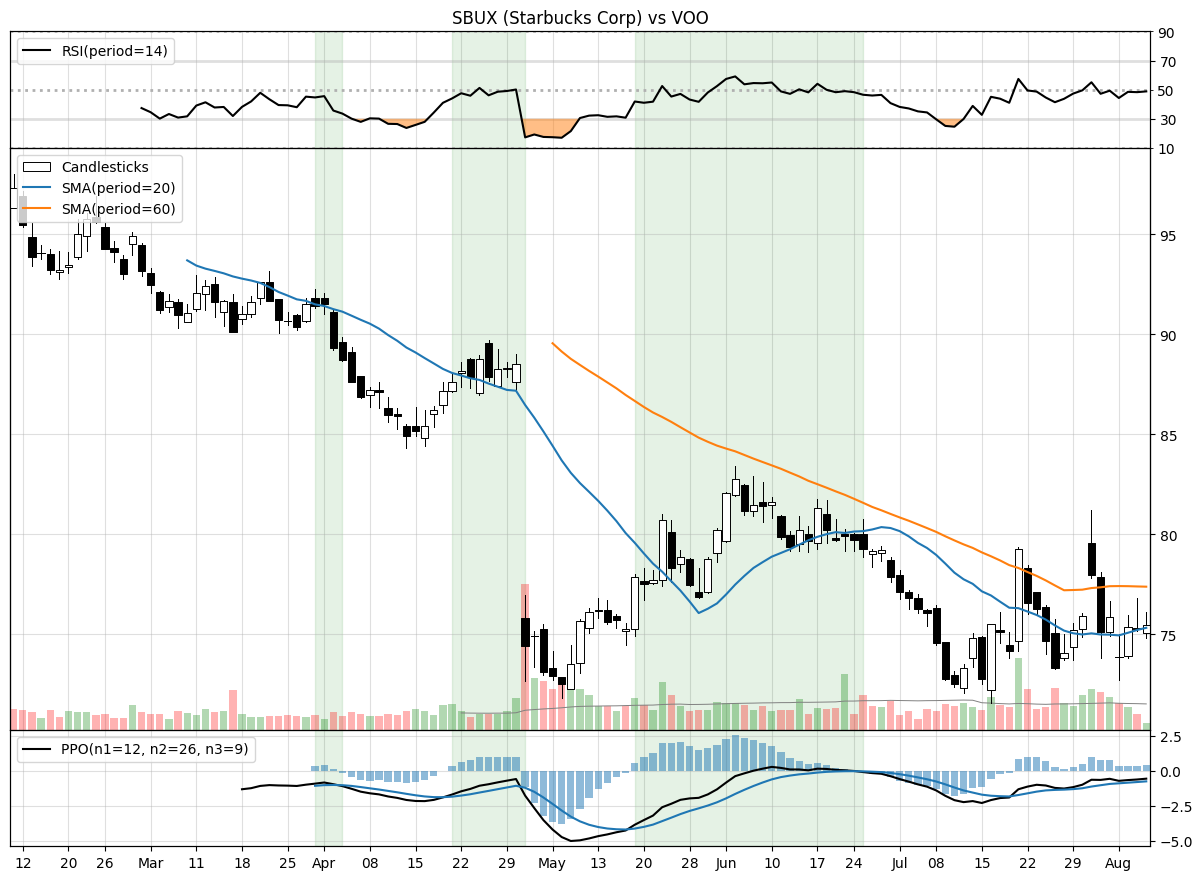 SBUX (Starbucks Corp) vs VOO
RSI(period=14)
90
70
50
30
10
Candlesticks
SMA(period=20)
SMA(period=60)
95
90
85
80
75
PPO(n1=12, n2=26, n3=9)
2.5
0.0
−2.5
−5.0
12 20 26 Mar 11 18 25 Apr 08 15 22 29 May 13 20 28 Jun 10 17 24 Jul 08 15 22 29 Aug